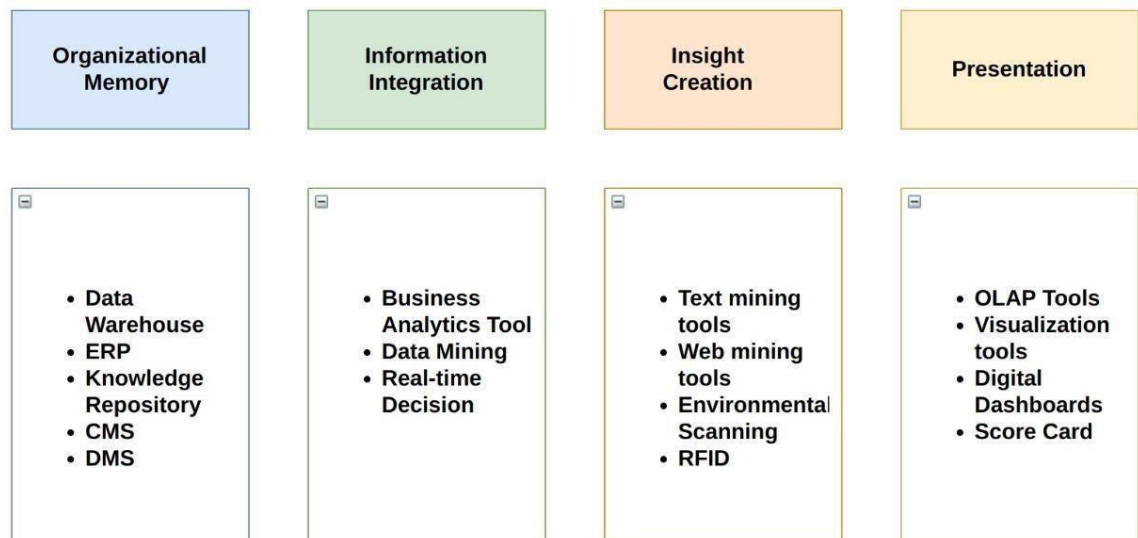 Organizational
Memory
Information
Integration
Insight
Creation
Presentation
• Data
Warehouse
• ERP
• Knowledge
Repository
• CMS
• DMS
• Business
Analytics Tool
• Data Mining
• Real-time
Decision
• Text mining
tools
• Web mining
tools
• Environmental
Scanning
• RFID
• OLAP Tools
• Visualization
tools
• Digital
Dashboards
• Score Card